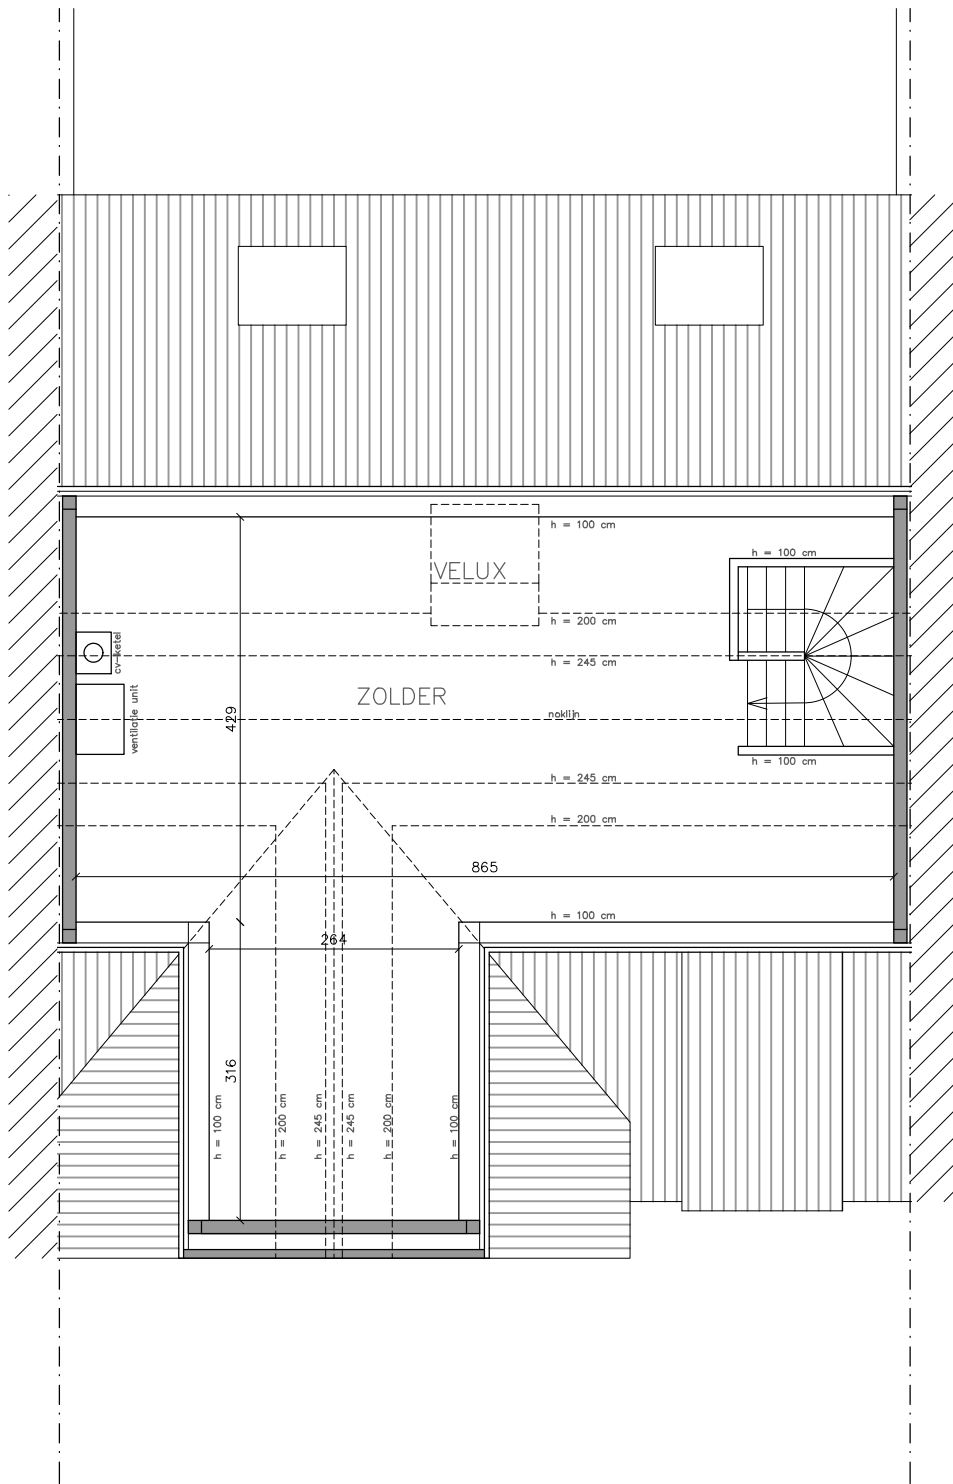 h = 100 cm
h = 100 cm
VELUX
h = 200 cm
cv-ketel
h = 245 cm
ZOLDER
ventilatie unit
429
noklijn
h = 100 cm
h = 245 cm
h = 200 cm
865
h = 100 cm
264
316
h = 100 cm
h = 200 cm
h = 245 cm
h = 245 cm
h = 200 cm
h = 100 cm